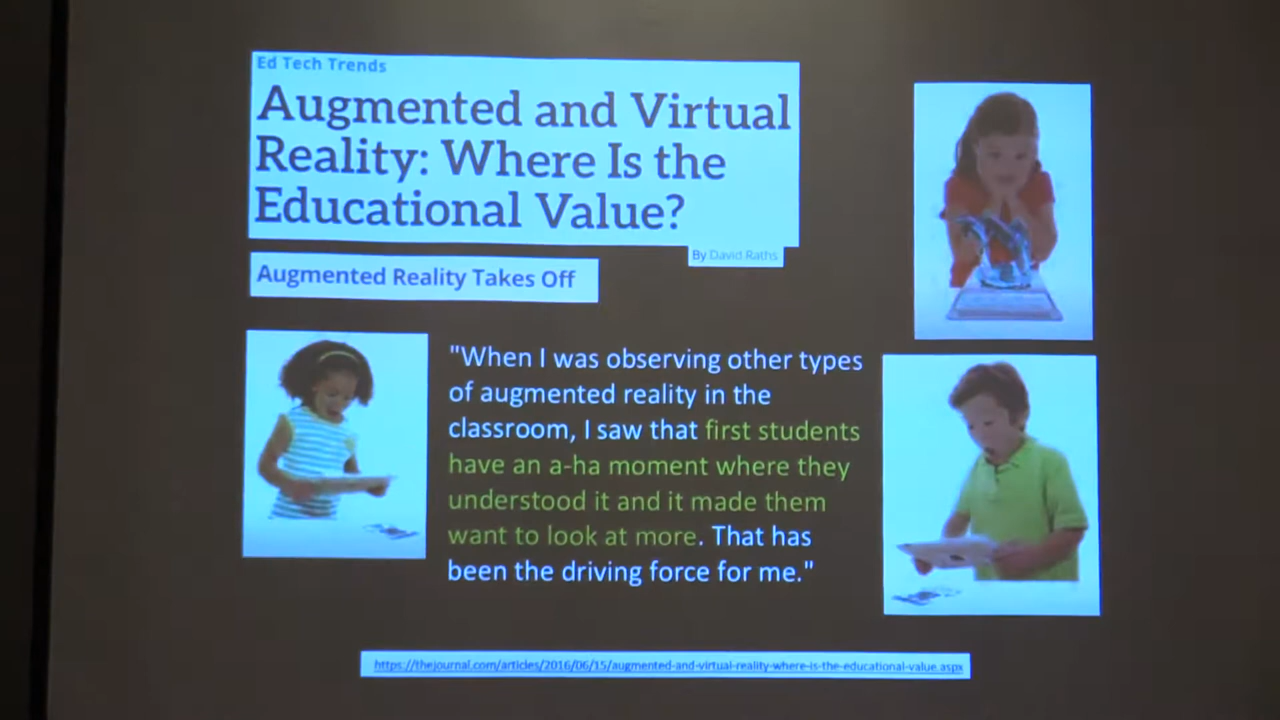 Ed Tech Trends
Augmented and Virtual
Reality: Where Is the
Educational Value?
By David Raths
Augmented Reality Takes Off
"When I was observing other types
of augmented reality in the
classroom, I saw that first students
have an a-ha moment where they
understood it and it made them
want to look at more. That has
been the driving force for me."
https://thejournal.com/articles/2016/06/15/augmented-and-virtual-reality-where-is-the-educational-value.aspx